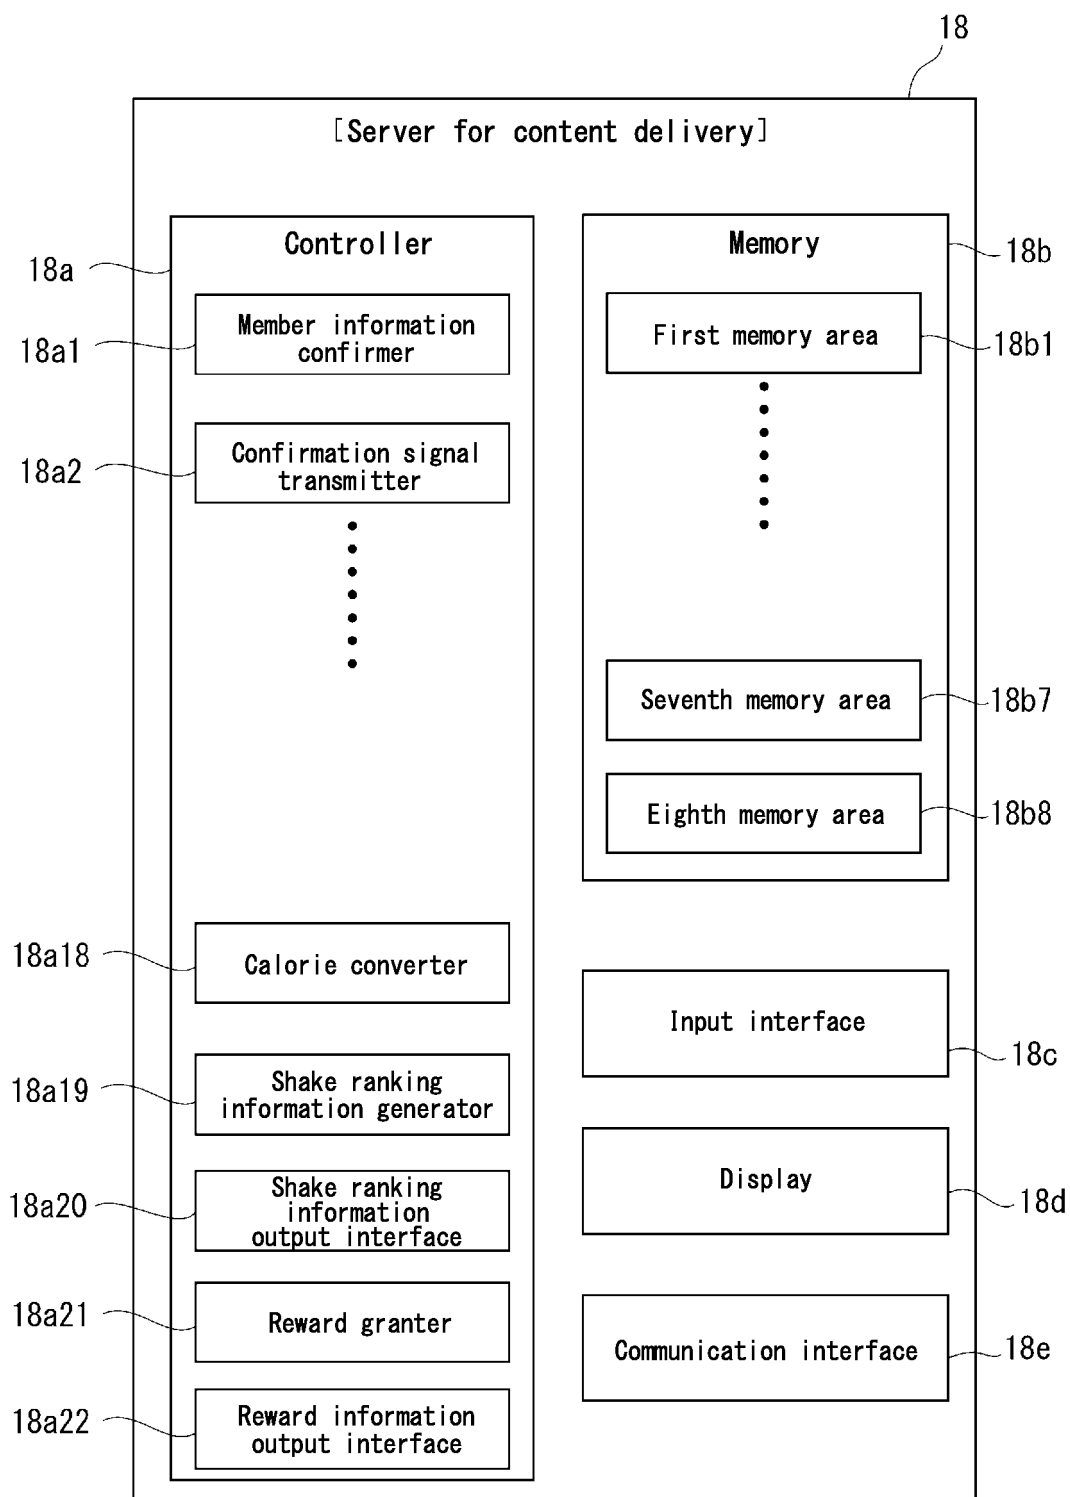 18
[Server for content delivery]
Controller
18a
Member information
confirmer
18a1
Confirmation signal
transmitter
18a2
Calorie converter
18a18
Shake ranking
information generator
18a19
Shake ranking
information
output interface
18a20
Reward granter
18a21
Reward information
output interface
18a22
Memory
18b
First memory area
18b1
Seventh memory area
18b7
Eighth memory area
18b8
Input interface
18c
Display
18d
Communication interface
18e